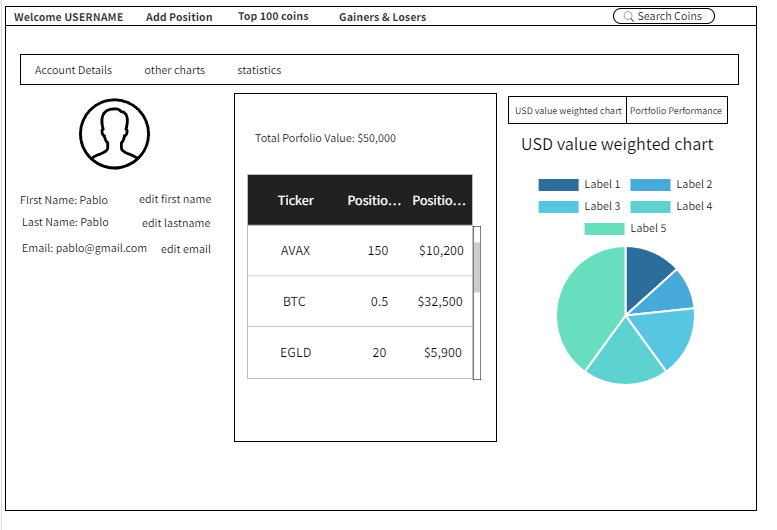 Welcome USERNAME Add Position Top 100 coins Gainers & Losers Search Coins
Account Details other charts statistics
FIrst Name: Pablo edit first name
Last Name: Pablo edit lastname
Email: pablo@gmail.com edit email
Total Porfolio Value: $50,000
Ticker Positio... Positio...
AVAX 150 $10,200
BTC 0.5 $32,500
EGLD 20 $5,900
USD value weighted chart Portfolio Performance
USD value weighted chart
Label 1 Label 2
Label 3 Label 4
Label 5